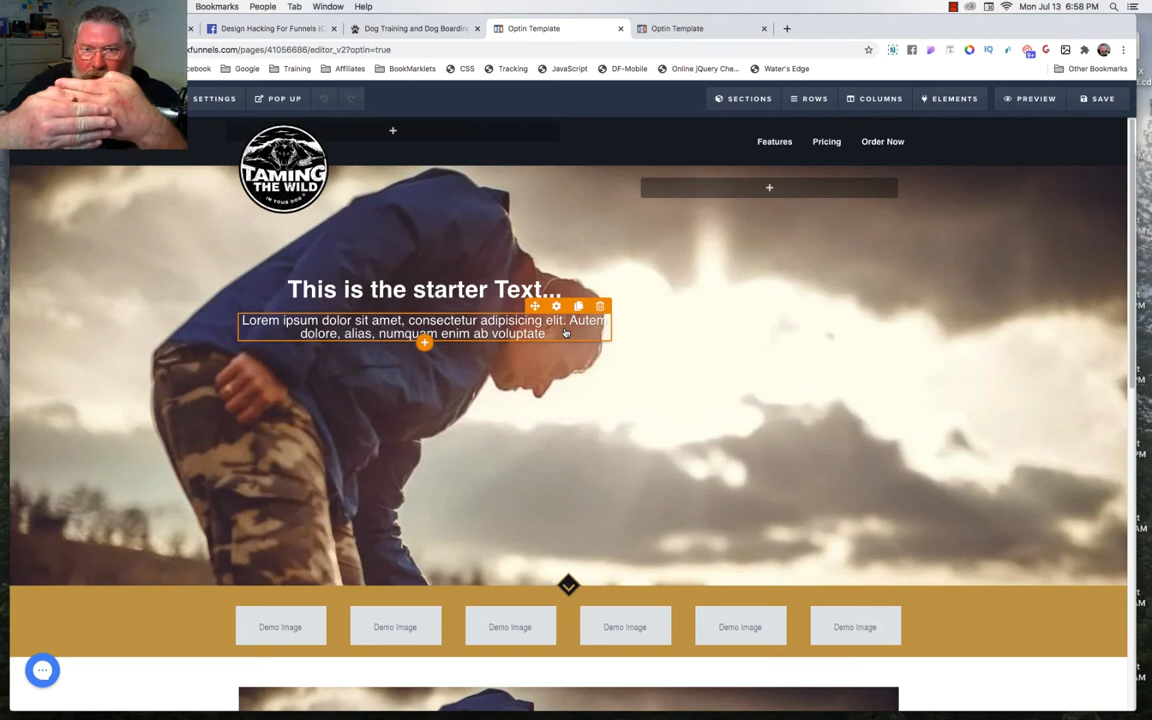 Bookmarks People Tab Window Help
Mon Jul 13 6:58 PM
Design Hacking For Funnels (
Dog Training and Dog Boarding
Optin Template
Optin Template
xfunnels.com/pages/41056686/editor_v2?optin=true
cebook Google Training Affiliates BookMarklets CSS Tracking JavaScript DF-Mobile Online jQuery Che... Water's Edge Other Bookmarks
SETTINGS POP UP SECTIONS ROWS COLUMNS ELEMENTS PREVIEW SAVE
Features Pricing Order Now
TAMING
THE WILD
IN YOUR DOG
This is the starter Text...
Lorem ipsum dolor sit amet, consectetur adipisicing elit. Autem
dolore, alias, numquam enim ab voluptate
Demo Image Demo Image Demo Image Demo Image Demo Image Demo Image